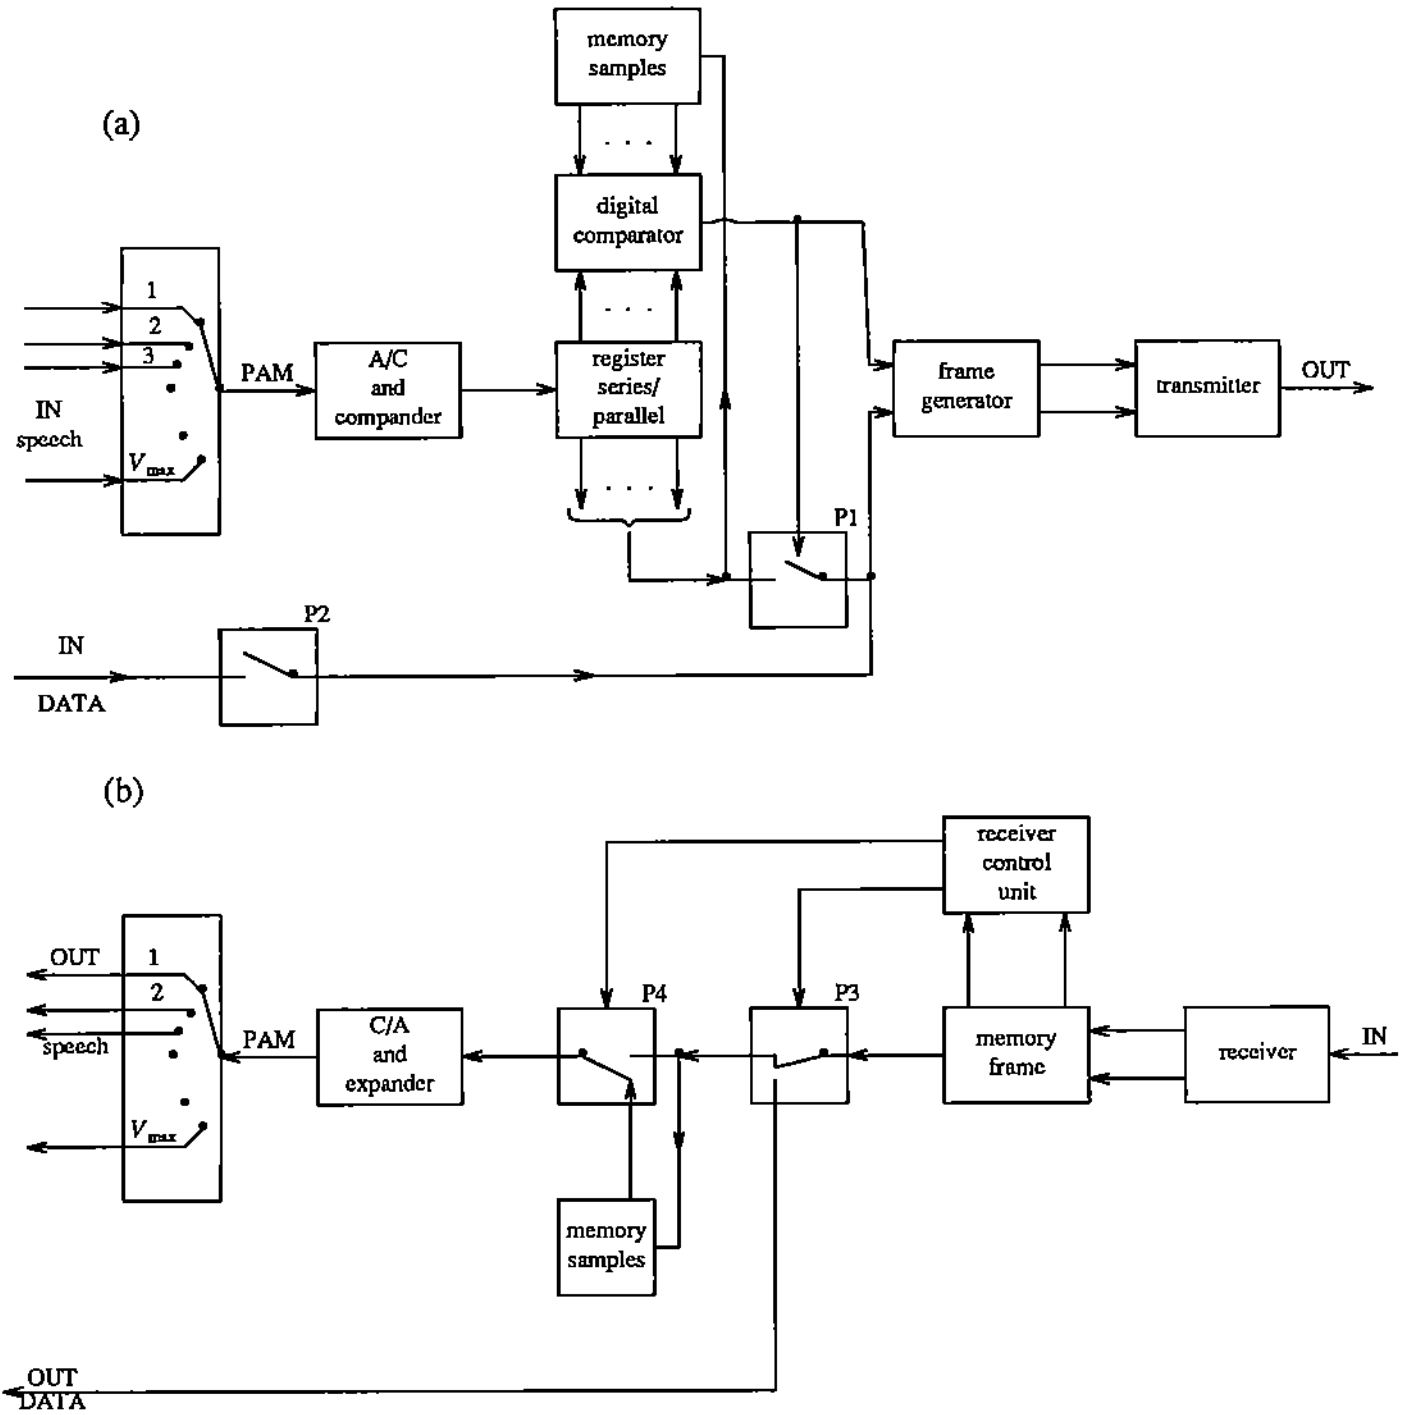 memory
samples
(a)
digital
comparator
1
2
3
IN
speech
Vmax
PAM
A/C
and
compander
register
series/
parallel
frame
generator
transmitter
OUT
P1
P2
IN
DATA
(b)
receiver
control
unit
OUT
1
2
speech
Vmax
PAM
C/A
and
expander
P4
P3
memory
frame
receiver
IN
memory
samples
OUT
DATA